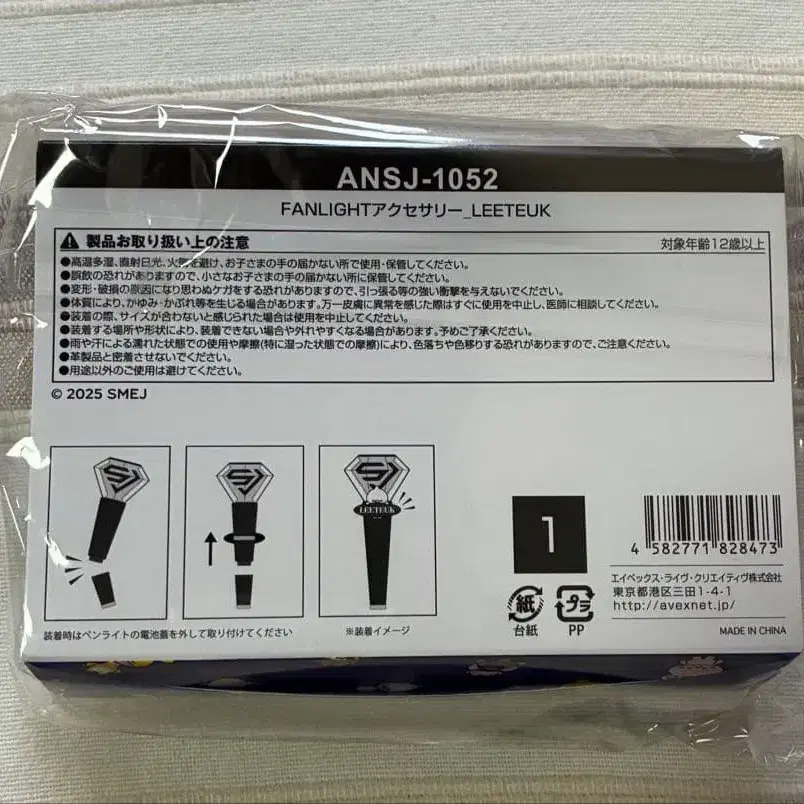 ANSJ-1052
FANLIGHTアクセサリー_LEETEUK
製品お取り扱い上の注意
対象年齢12歳以上
●高温多湿、直射日光、火気を避け、お子さまの手の届かない所で使用・保管してください。
●誤飲の恐れがありますので、小さなお子さまの手の届かない所に保管してください。
●変形・破損の原因になり思わぬケガをする恐れがありますので、引っ張る等の強い衝撃を与えないでください。
●体質により、かゆみ・かぶれ等を生じる場合があります。万一皮膚に異常を感じた際はすぐに使用を中止し、医師に相談してください。
●装着の際、サイズが合わないと感じられた場合は使用を中止してください。
●装着する場所や形状により、装着できない場合や外れやすくなる場合があります。予めご了承ください。
●雨や汗による濡れた状態での使用や摩擦(特に湿った状態での摩擦)により、色落ちや色移りする恐れがありますので、ご注意ください。
●革製品と密着させないでください。
●用途以外のご使用は避けてください。
© 2025 SMEJ
SJ
SJ
SJ
LEETEUK
装着時はペンライトの電池蓋を外して取り付けてください
※装着イメージ
1
4 582771 828473
紙
台紙
プラ
PP
エイベックス・ライヴ・クリエイティヴ株式会社
東京都港区三田1-4-1
http://avexnet.jp/
MADE IN CHINA